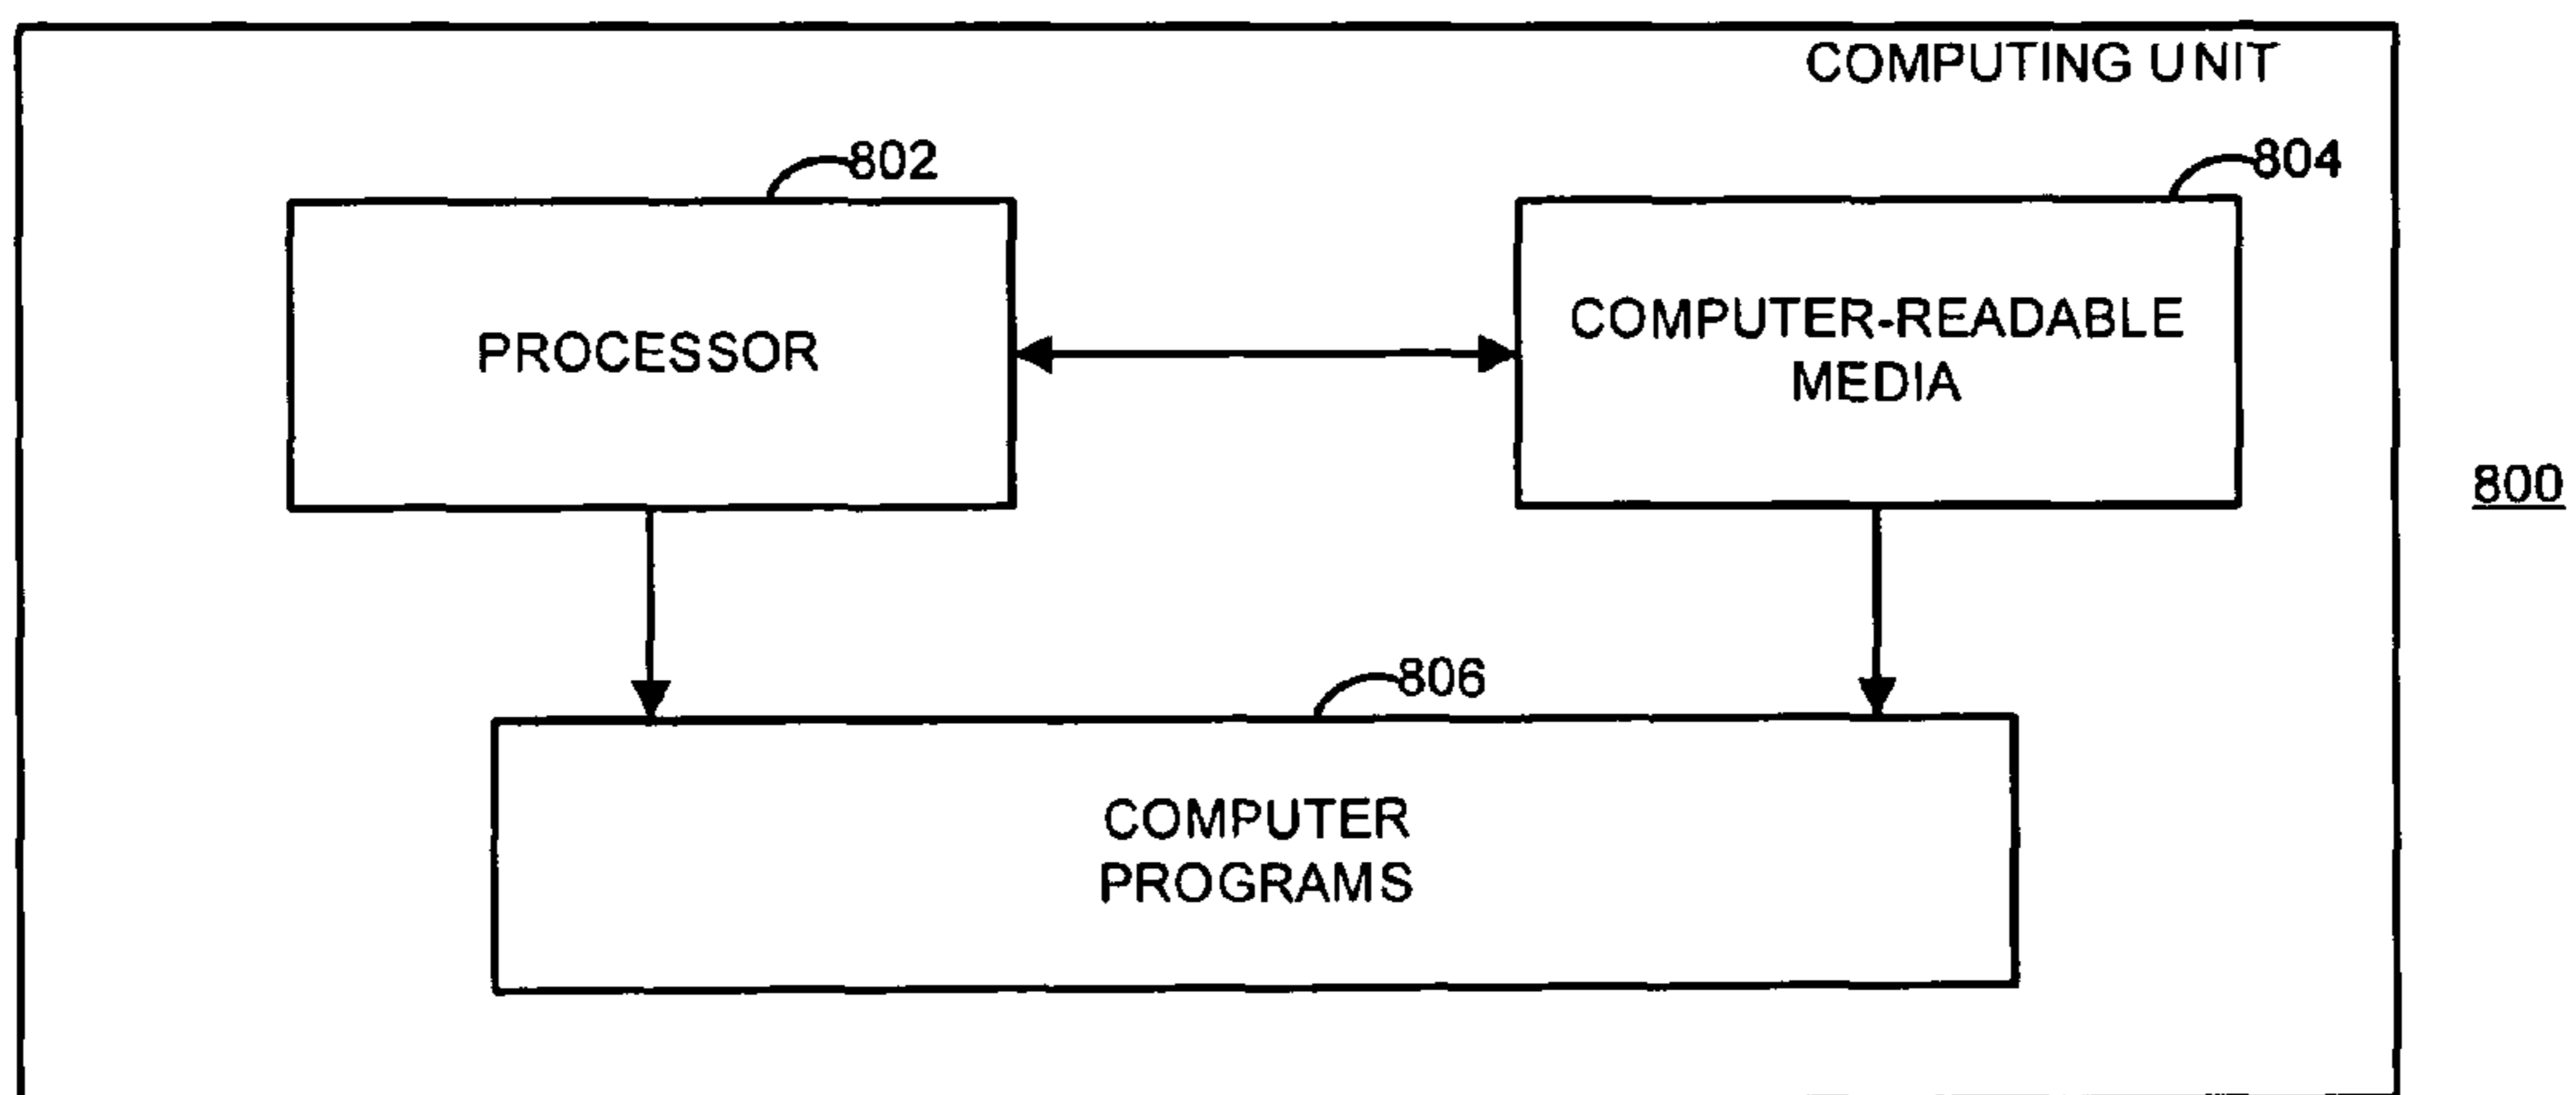 COMPUTING UNIT
802
804
PROCESSOR
COMPUTER-READABLE
MEDIA
800
806
COMPUTER
PROGRAMS